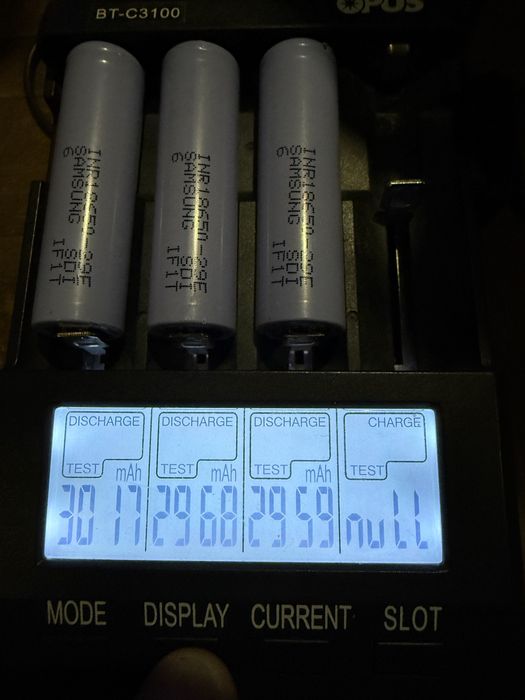 BT-C3100
OPUS
INR18650-29E
SAMSUNG SDI
6 1F1T
INR18650-29E
SAMSUNG SDI
6 1F1T
INR18650-29E
SAMSUNG SDI
6 1F1T
DISCHARGE DISCHARGE DISCHARGE CHARGE
TEST mAh TEST mAh TEST mAh TEST
3017 2968 2959 null
MODE DISPLAY CURRENT SLOT